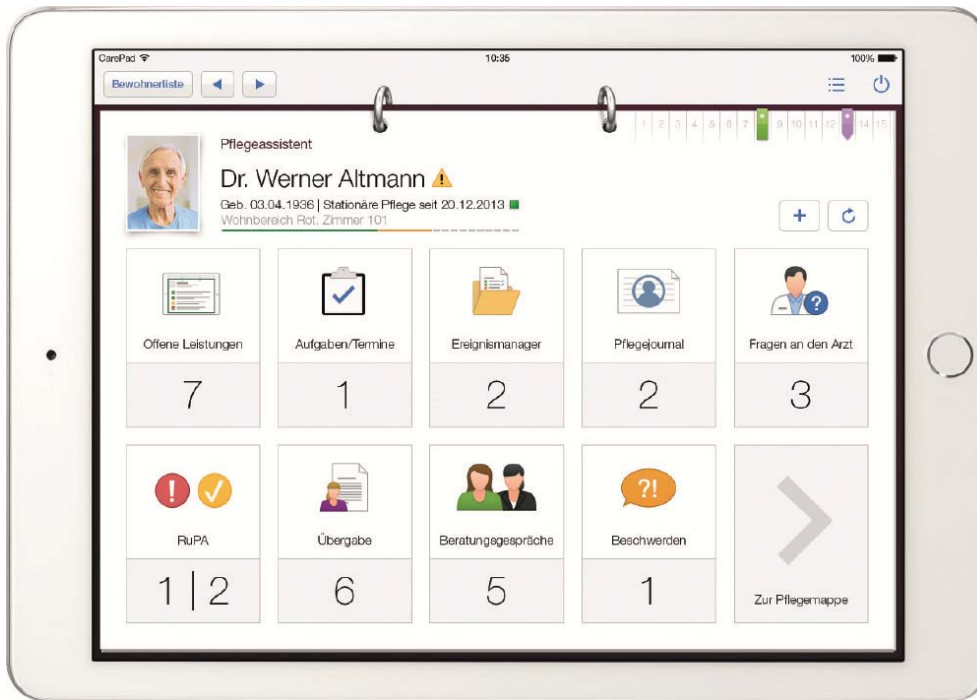 CarePad 10:35 100%
Bewohnerliste
1 2 3 4 5 6 7 9 10 11 12 14 15
Pflegeassistent
Dr. Werner Altmann
Geb. 03.04.1936 | Stationäre Pflege seit 20.12.2013
Wohnbereich Rot. Zimmer 101
Offene Leistungen
7
Aufgaben/Termine
1
Ereignismanager
2
Pflegejournal
2
?
Fragen an den Arzt
3
!
RuPA
1 | 2
Übergabe
6
Beratungsgespräche
5
?!
Beschwerden
1
Zur Pflegemappe